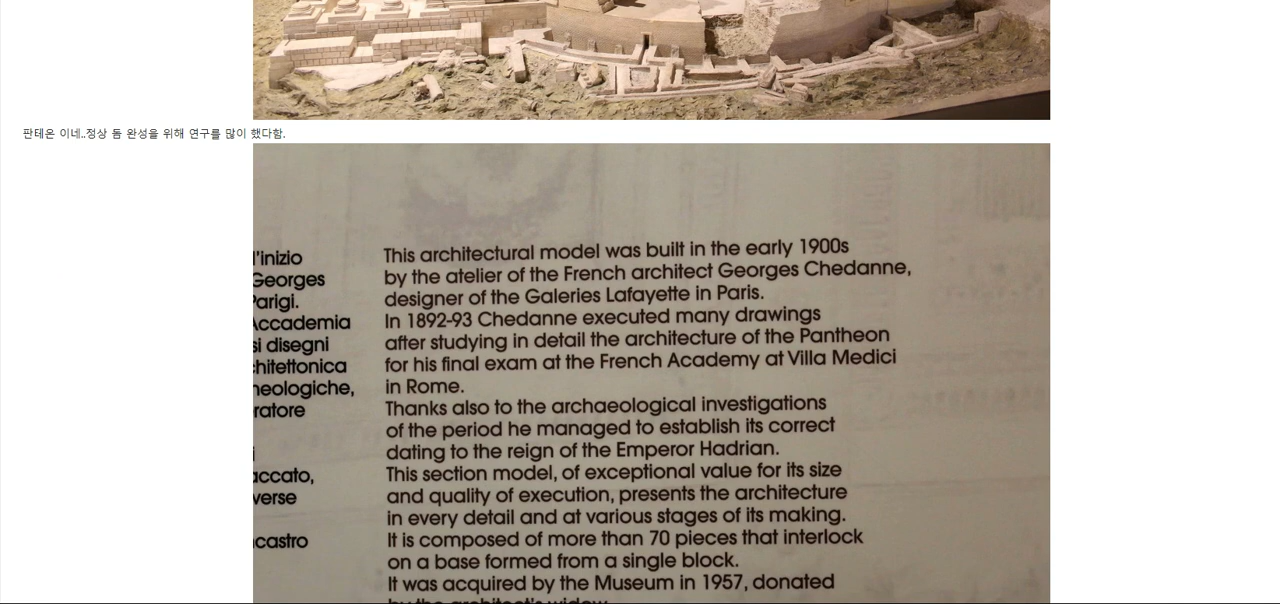 판테온 이네..정상 돔 완성을 위해 연구를 많이 했다함.
l'inizio
Georges
Parigi.
Accademia
si disegni
chitettonica
heologiche,
ratore
i
accato,
verse
ncastro
This architectural model was built in the early 1900s
by the atelier of the French architect Georges Chedanne,
designer of the Galeries Lafayette in Paris.
In 1892-93 Chedanne executed many drawings
after studying in detail the architecture of the Pantheon
for his final exam at the French Academy at Villa Medici
in Rome.
Thanks also to the archaeological investigations
of the period he managed to establish its correct
dating to the reign of the Emperor Hadrian.
This section model, of exceptional value for its size
and quality of execution, presents the architecture
in every detail and at various stages of its making.
It is composed of more than 70 pieces that interlock
on a base formed from a single block.
It was acquired by the Museum in 1957, donated
by the architect's widow